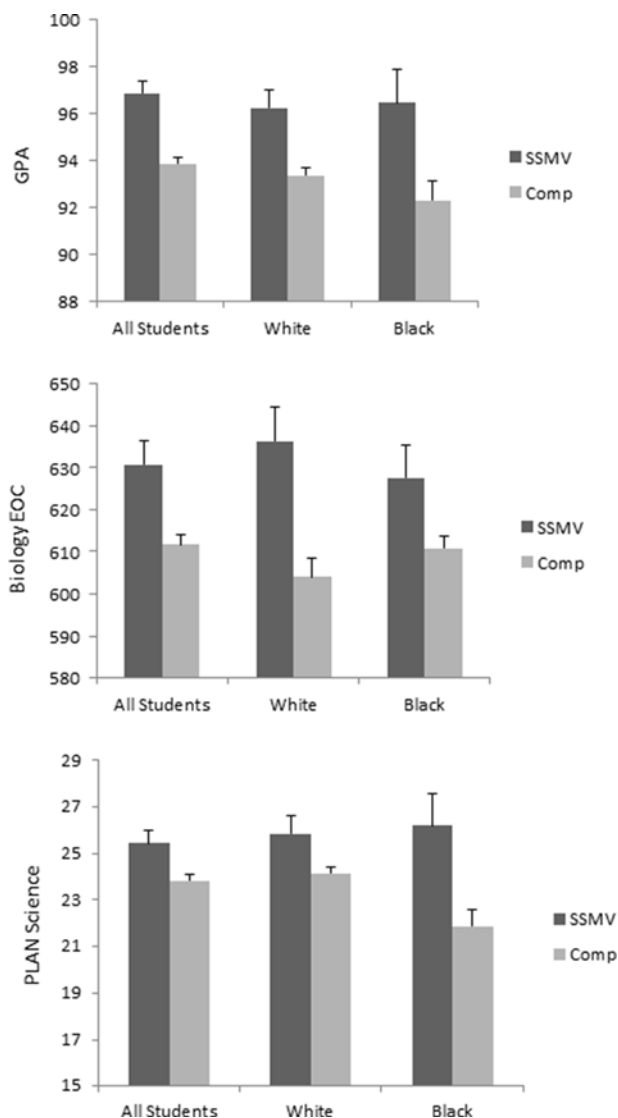 100
98
96
94
92
90
88
GPA
All Students White Black
SSMV
Comp
650
640
630
620
610
600
590
580
Biology EOC
All Students White Black
SSMV
Comp
29
27
25
23
21
19
17
15
PLAN Science
All Students White Black
SSMV
Comp